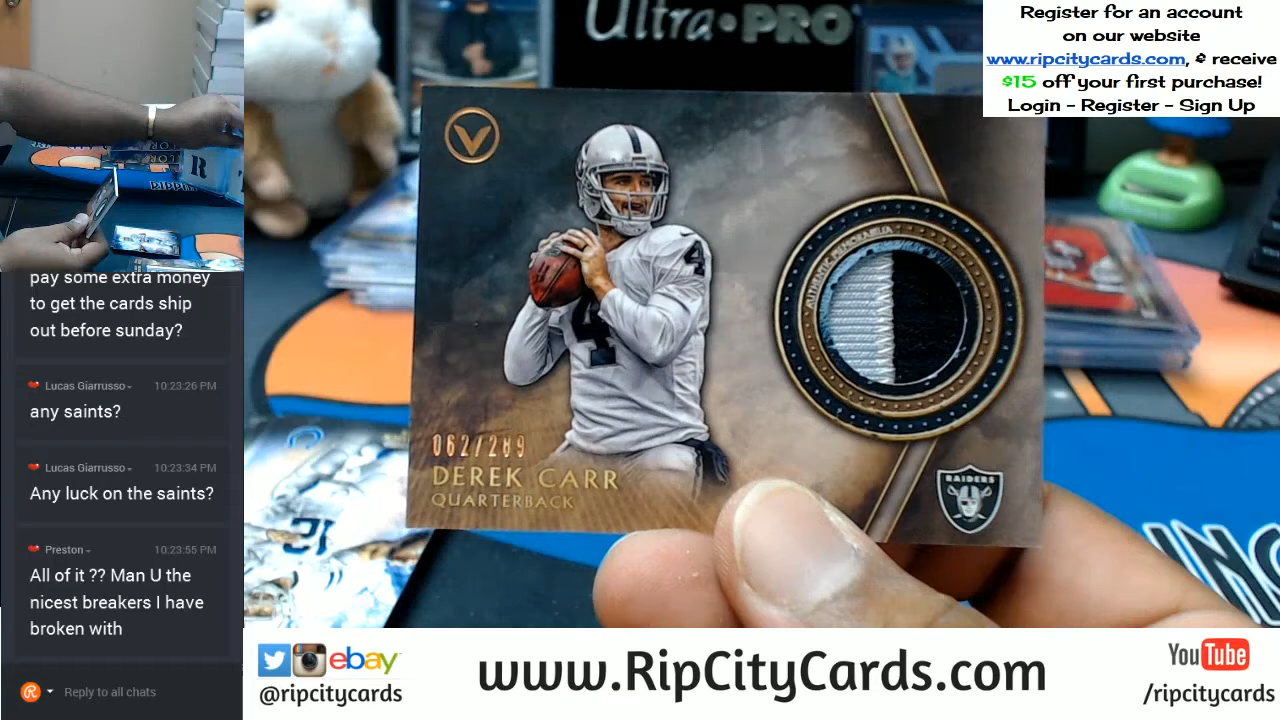 Ultra•PRO
Register for an account
on our website
www.ripcitycards.com, & receive
$15 off your first purchase!
Login - Register - Sign Up
pay some extra money
to get the cards ship
out before sunday?
Lucas Giarrusso 10:23:26 PM
any saints?
Lucas Giarrusso 10:23:34 PM
Any luck on the saints?
Preston 10:23:55 PM
All of it ?? Man U the
nicest breakers I have
broken with
Reply to all chats
V
AUTHENTIC MEMORABILIA
4
4
062/289
DEREK CARR
QUARTERBACK
RAIDERS
ebay
@ripcitycards
www.RipCityCards.com
YouTube
/ripcitycards